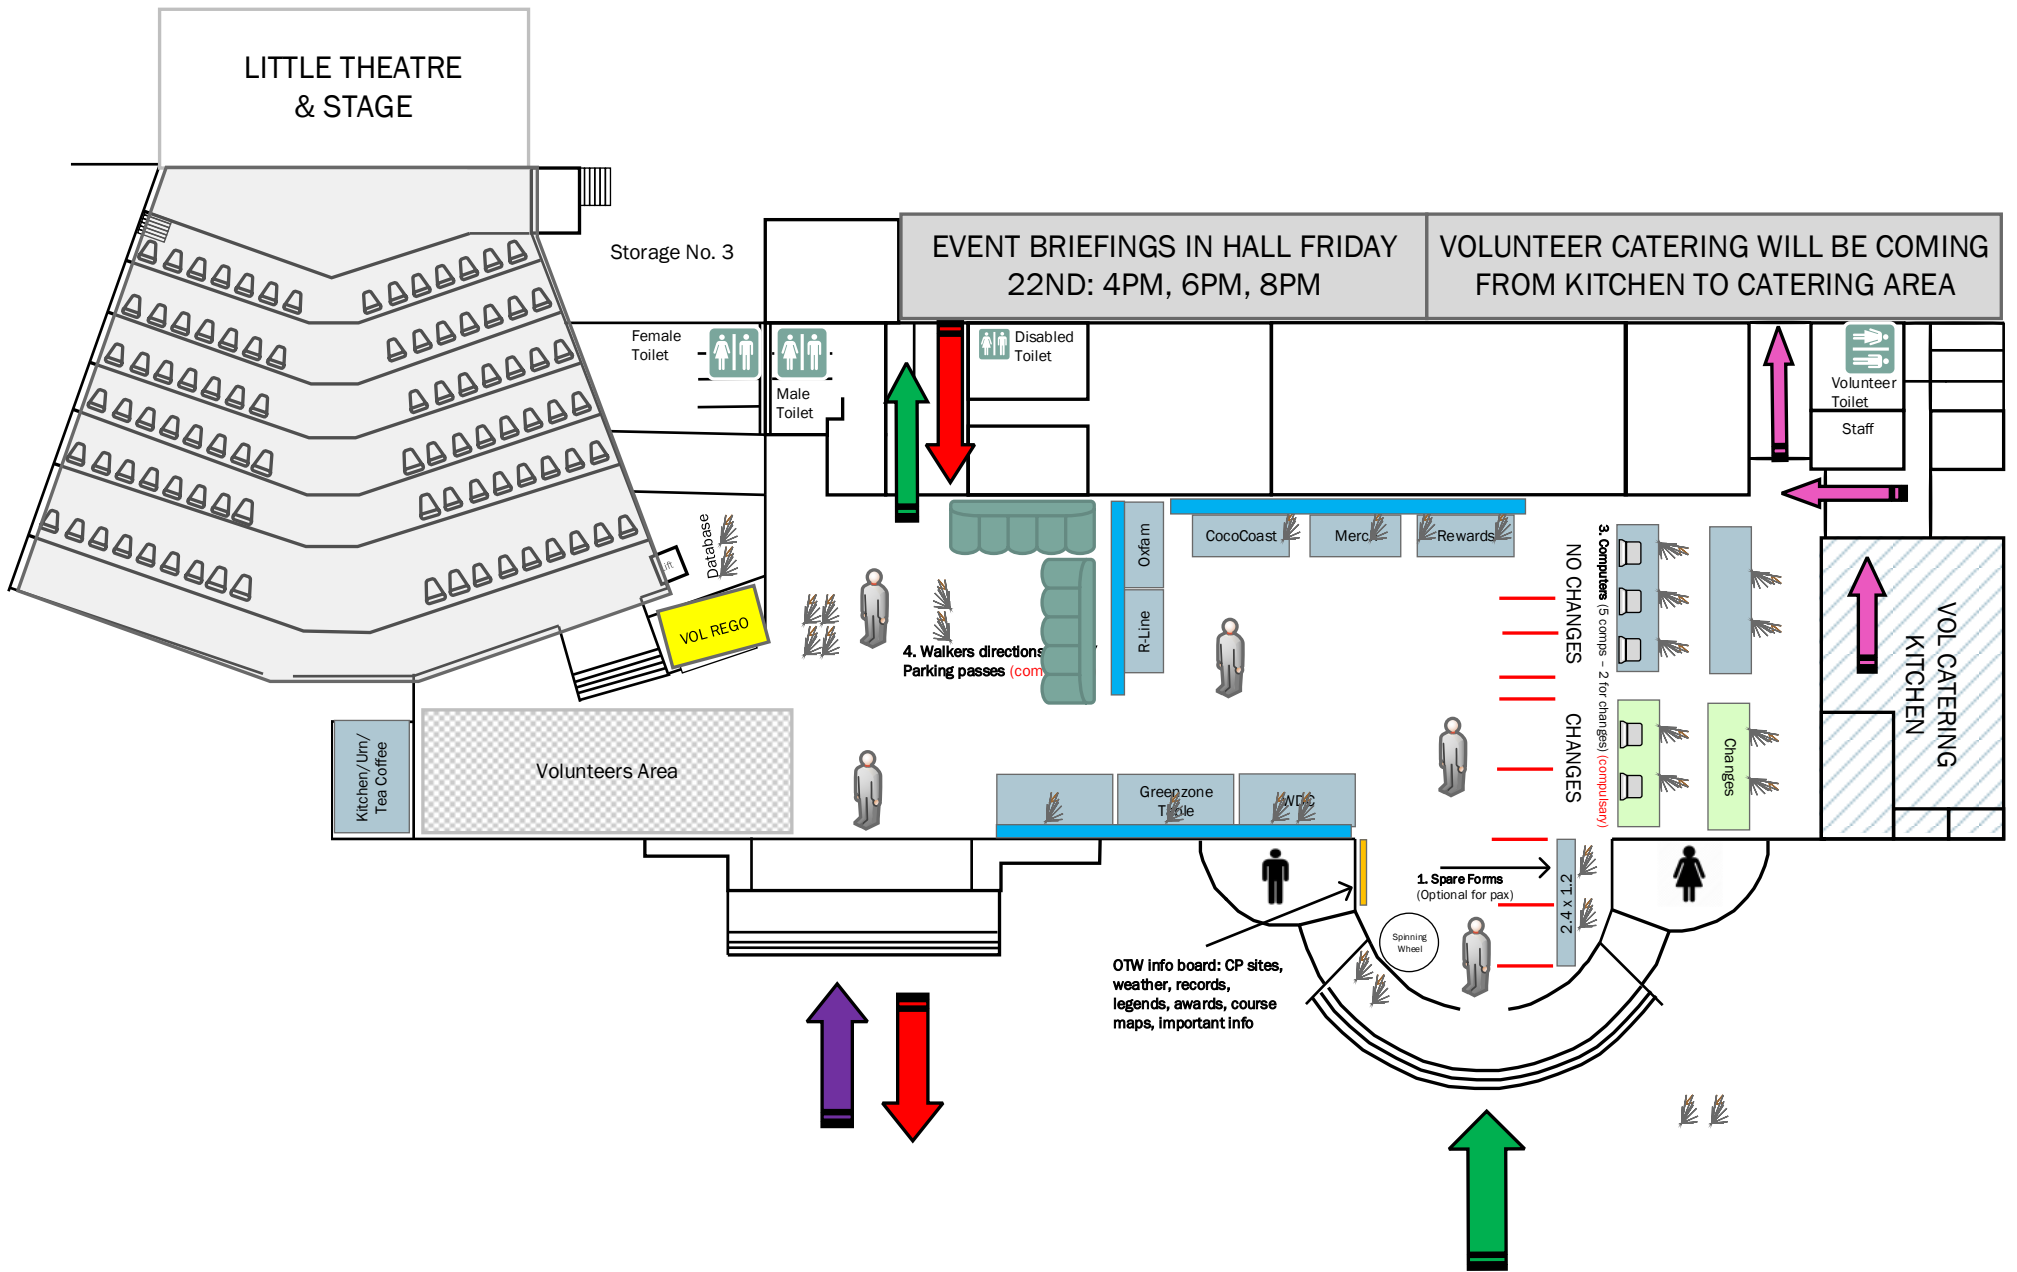 LITTLE THEATRE
& STAGE
Storage No. 3
EVENT BRIEFINGS IN HALL FRIDAY
22ND: 4PM, 6PM, 8PM
VOLUNTEER CATERING WILL BE COMING
FROM KITCHEN TO CATERING AREA
Female
Toilet
Male
Toilet
Disabled
Toilet
Volunteer
Toilet
Staff
Database
VOL REGO
4. Walkers directions
Parking passes (com
Oxfam
R-Line
CocoCoast
Merc
Rewards
NO CHANGES
CHANGES
3. Computers (5 comps – 2 for changes) (compulsary)
Changes
VOL CATERING
KITCHEN
Kitchen/Urn/
Tea Coffee
Volunteers Area
Greenzone
Table
1. Spare Forms
(Optional for pax)
2.4 x 1.2
Spinning
Wheel
OTW info board: CP sites,
weather, records,
legends, awards, course
maps, important info